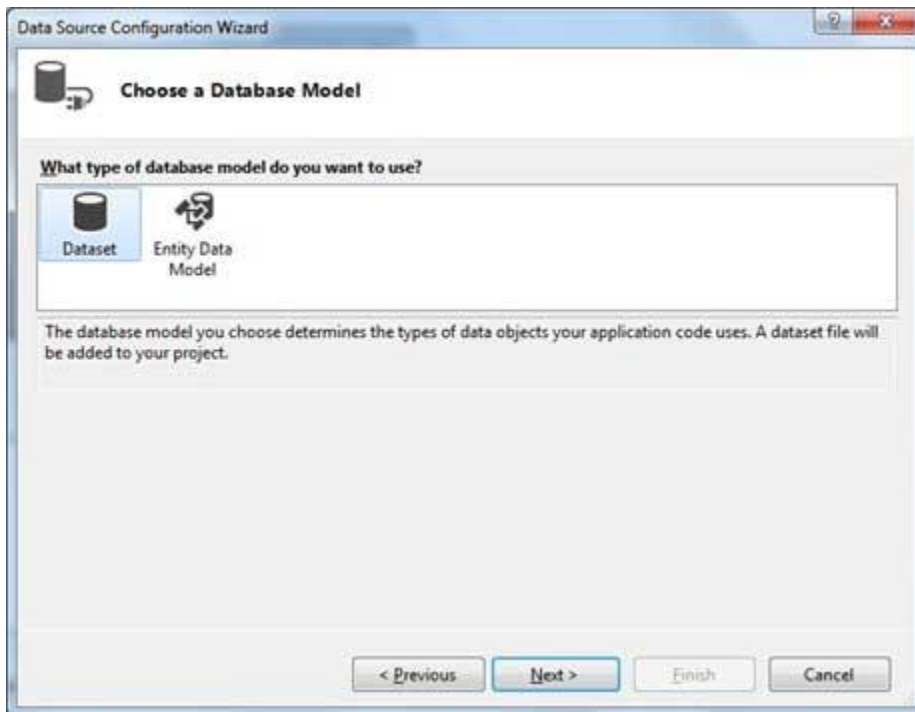 Data Source Configuration Wizard
Choose a Database Model
What type of database model do you want to use?
Dataset
Entity Data
Model
The database model you choose determines the types of data objects your application code uses. A dataset file will
be added to your project.
< Previous
Next >
Finish
Cancel